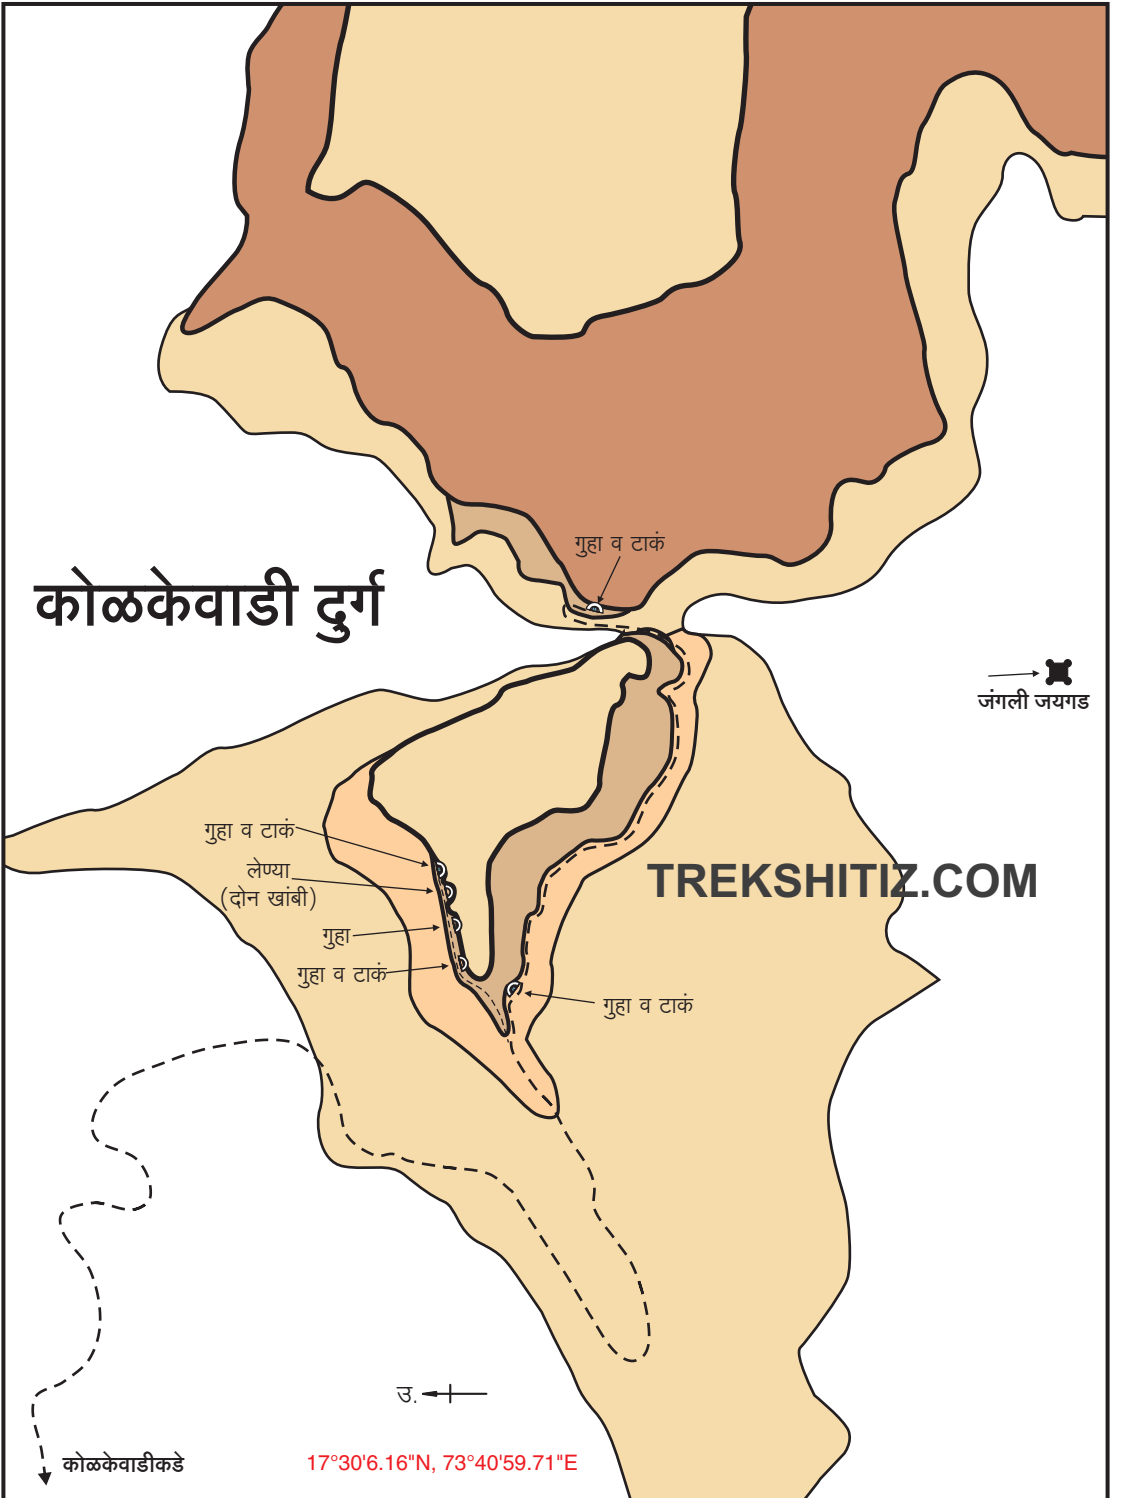 गुहा व टाकं
कोळकेवाडी दुर्ग
जंगली जयगड
गुहा व टाकं
लेण्या
(दोन खांबी)
TREKSHITIZ.COM
गुहा
गुहा व टाकं
गुहा व टाकं
उ.
कोळकेवाडीकडे
17°30'6.16"N, 73°40'59.71"E